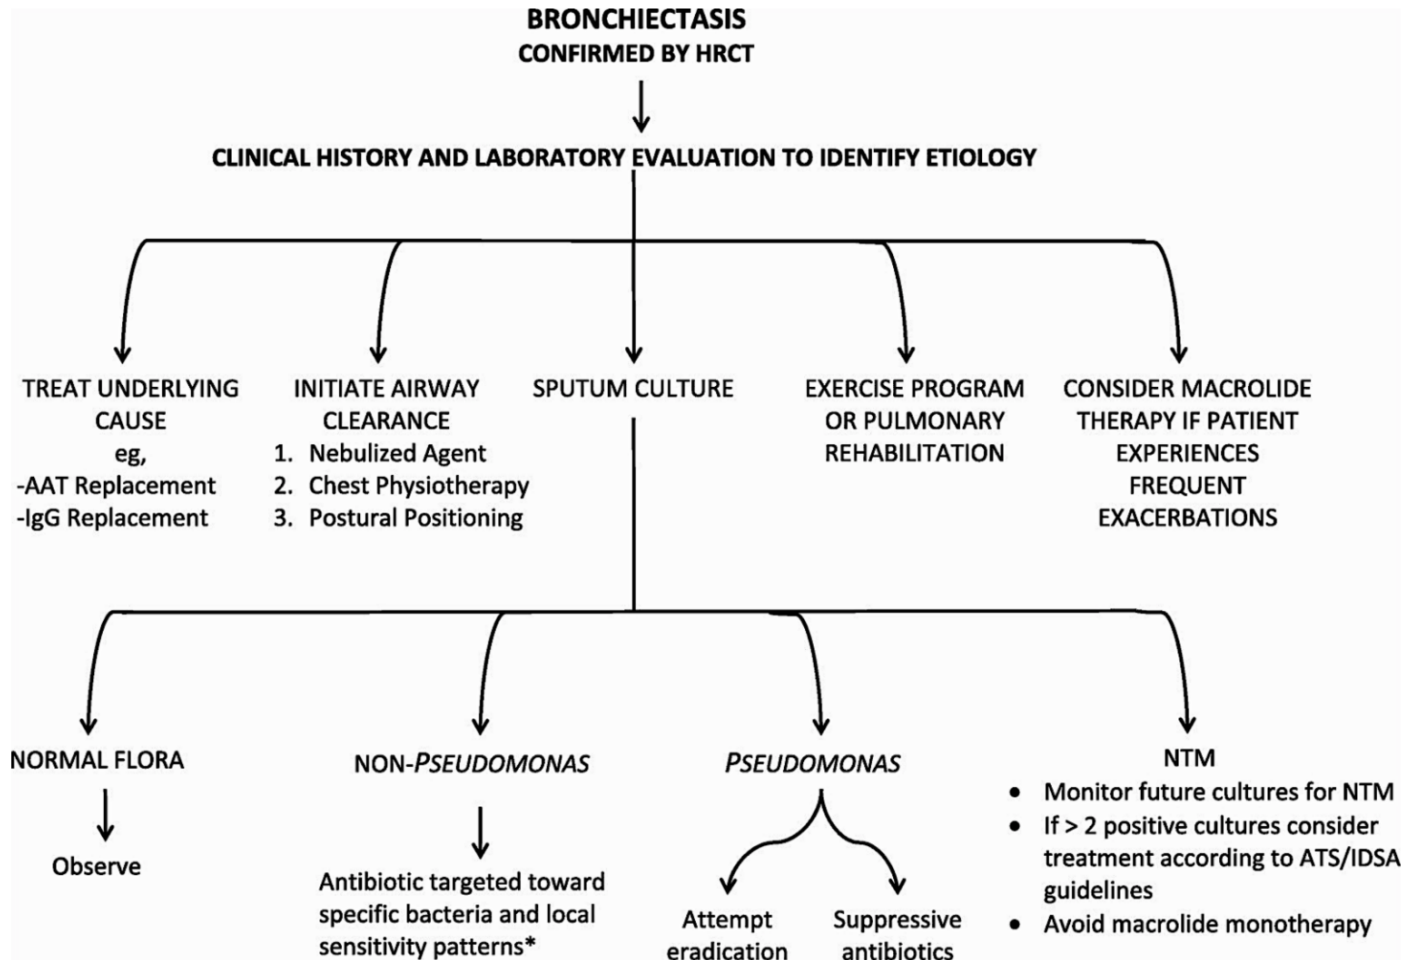 BRONCHIECTASIS
CONFIRMED BY HRCT
CLINICAL HISTORY AND LABORATORY EVALUATION TO IDENTIFY ETIOLOGY
TREAT UNDERLYING
CAUSE
eg,
-AAT Replacement
-IgG Replacement
INITIATE AIRWAY
CLEARANCE
1. Nebulized Agent
2. Chest Physiotherapy
3. Postural Positioning
SPUTUM CULTURE
EXERCISE PROGRAM
OR PULMONARY
REHABILITATION
CONSIDER MACROLIDE
THERAPY IF PATIENT
EXPERIENCES
FREQUENT
EXACERBATIONS
NORMAL FLORA
Observe
NON-PSEUDOMONAS
Antibiotic targeted toward
specific bacteria and local
sensitivity patterns*
PSEUDOMONAS
Attempt
eradication
Suppressive
antibiotics
NTM
• Monitor future cultures for NTM
• If > 2 positive cultures consider
treatment according to ATS/IDSA
guidelines
• Avoid macrolide monotherapy